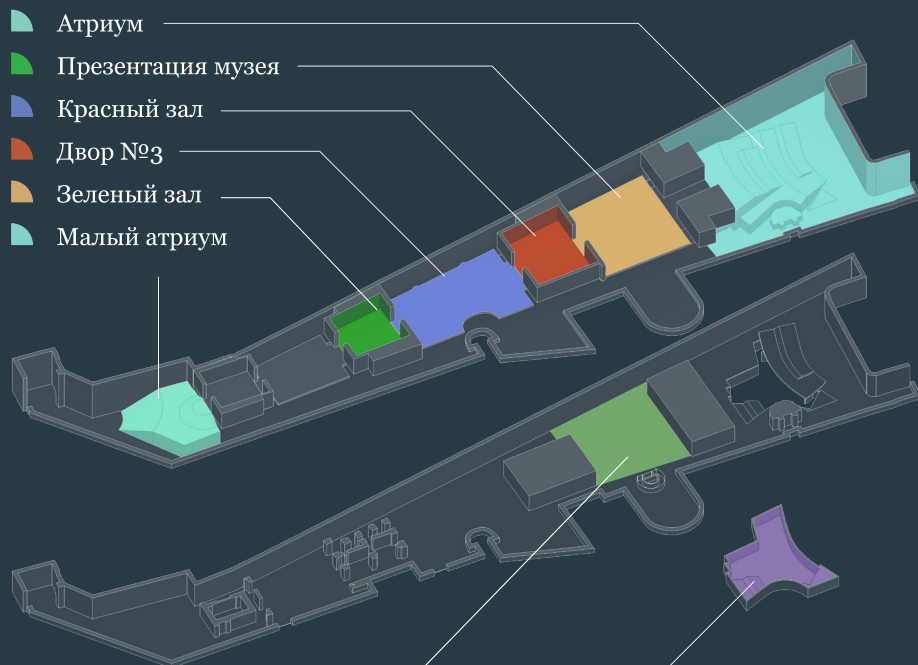 Атриум
Презентация музея
Красный зал
Двор №3
Зеленый зал
Малый атриум